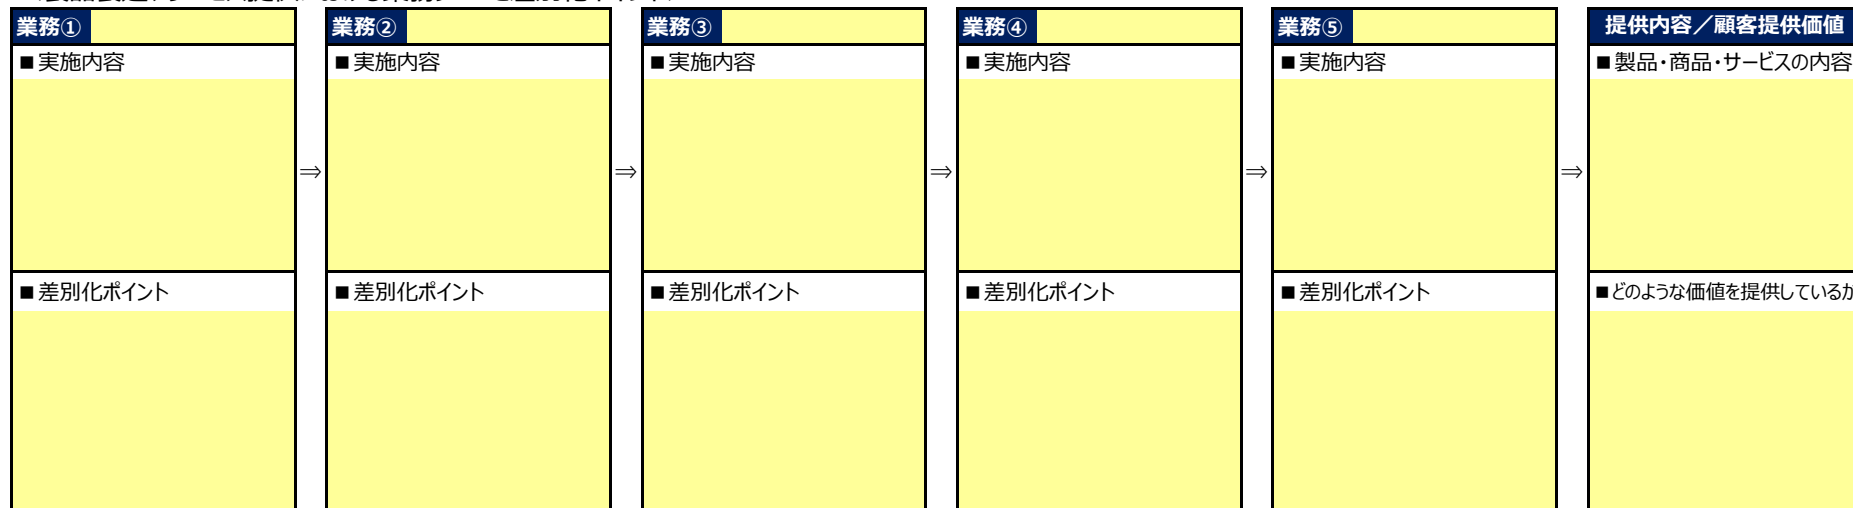 業務①
■実施内容
■差別化ポイント
⇒
業務②
■実施内容
■差別化ポイント
⇒
業務③
■実施内容
■差別化ポイント
⇒
業務④
■実施内容
■差別化ポイント
⇒
業務⑤
■実施内容
■差別化ポイント
⇒
提供内容／顧客提供価値
■製品・商品・サービスの内容
■どのような価値を提供している